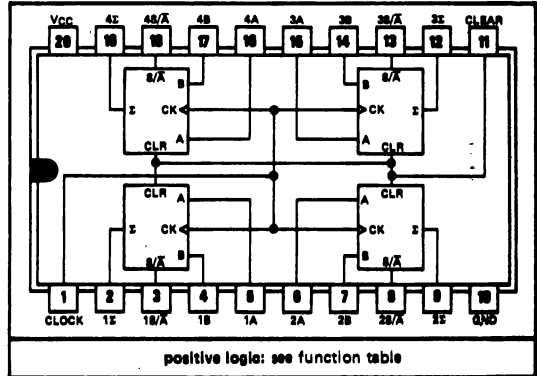 VCC 4Σ 4S/A̅ 4B 4A 3A 3B 3S/A̅ 3Σ CLEAR
20 19 18 17 16 15 14 13 12 11
S/A̅ S/A̅
B B
Σ CK CK Σ
A A
CLR CLR
CLR CLR
A A
Σ CK CK Σ
B B
S/A̅ S/A̅
1 2 3 4 5 6 7 8 9 10
CLOCK 1Σ 1S/A̅ 1B 1A 2A 2B 2S/A̅ 2Σ GND
positive logic: see function table